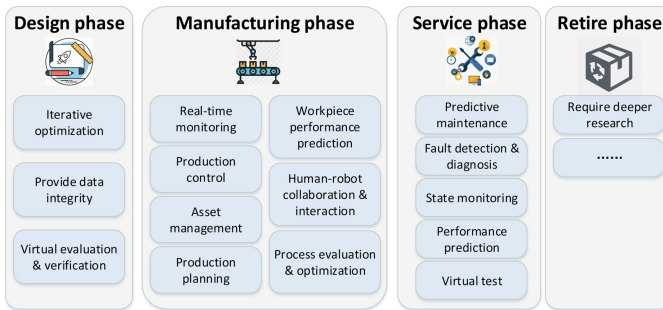 Design phase
Iterative
optimization
Provide data
integrity
Virtual evaluation
& verification
Manufacturing phase
Real-time
monitoring
Production
control
Asset
management
Production
planning
Workpiece
performance
prediction
Human-robot
collaboration &
interaction
Process evaluation
& optimization
Service phase
Predictive
maintenance
Fault detection &
diagnosis
State monitoring
Performance
prediction
Virtual test
Retire phase
Require deeper
research
……